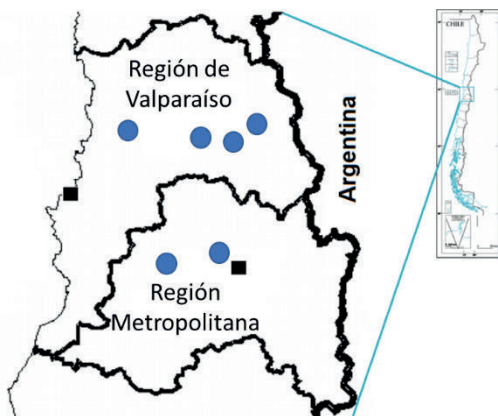 Región de
Valparaíso
Argentina
Región
Metropolitana
CHILE